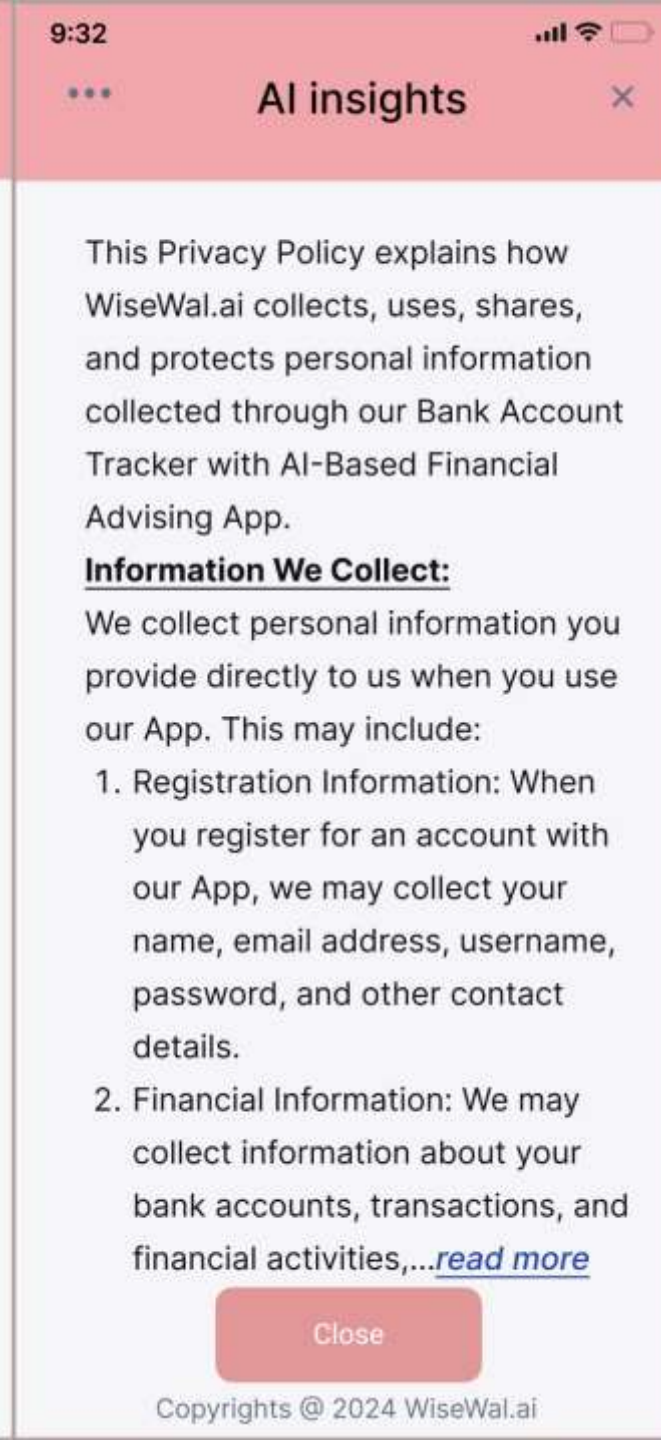 9:32
AI insights
This Privacy Policy explains how
WiseWal.ai collects, uses, shares,
and protects personal information
collected through our Bank Account
Tracker with AI-Based Financial
Advising App.
Information We Collect:
We collect personal information you
provide directly to us when you use
our App. This may include:
1. Registration Information: When
you register for an account with
our App, we may collect your
name, email address, username,
password, and other contact
details.
2. Financial Information: We may
collect information about your
bank accounts, transactions, and
financial activities,...read more
Close
Copyrights @ 2024 WiseWal.ai